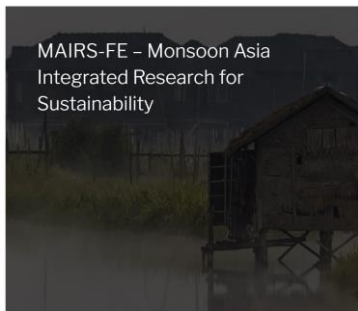 MAIRS-FE – Monsoon Asia
Integrated Research for
Sustainability